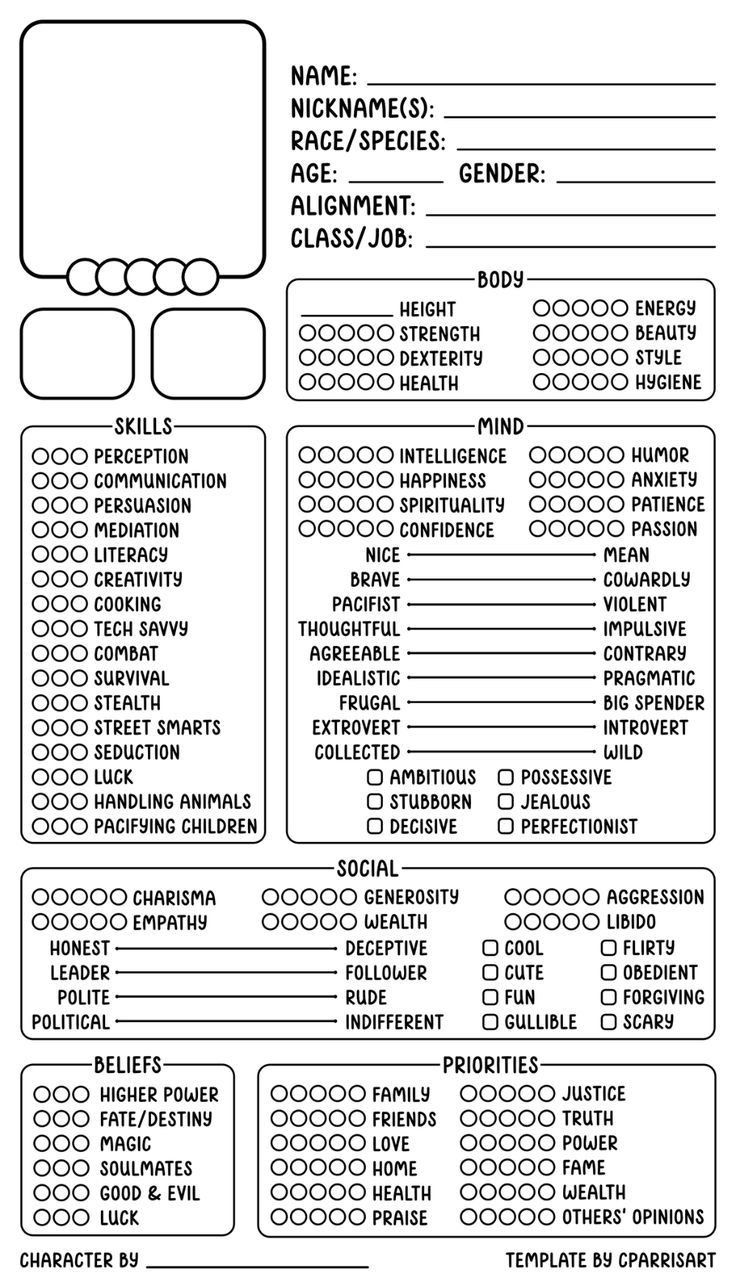 NAME:
NICKNAME(S):
RACE/SPECIES:
AGE: GENDER:
ALIGNMENT:
CLASS/JOB:
BODY
HEIGHT ENERGY
STRENGTH BEAUTY
DEXTERITY STYLE
HEALTH HYGIENE
SKILLS
PERCEPTION
COMMUNICATION
PERSUASION
MEDIATION
LITERACY
CREATIVITY
COOKING
TECH SAVVY
COMBAT
SURVIVAL
STEALTH
STREET SMARTS
SEDUCTION
LUCK
HANDLING ANIMALS
PACIFYING CHILDREN
MIND
INTELLIGENCE HUMOR
HAPPINESS ANXIETY
SPIRITUALITY PATIENCE
CONFIDENCE PASSION
NICE MEAN
BRAVE COWARDLY
PACIFIST VIOLENT
THOUGHTFUL IMPULSIVE
AGREEABLE CONTRARY
IDEALISTIC PRAGMATIC
FRUGAL BIG SPENDER
EXTROVERT INTROVERT
COLLECTED WILD
AMBITIOUS POSSESSIVE
STUBBORN JEALOUS
DECISIVE PERFECTIONIST
SOCIAL
CHARISMA GENEROSITY AGGRESSION
EMPATHY WEALTH LIBIDO
HONEST DECEPTIVE COOL FLIRTY
LEADER FOLLOWER CUTE OBEDIENT
POLITE RUDE FUN FORGIVING
POLITICAL INDIFFERENT GULLIBLE SCARY
BELIEFS
HIGHER POWER
FATE/DESTINY
MAGIC
SOULMATES
GOOD & EVIL
LUCK
PRIORITIES
FAMILY JUSTICE
FRIENDS TRUTH
LOVE POWER
HOME FAME
HEALTH WEALTH
PRAISE OTHERS' OPINIONS
CHARACTER BY TEMPLATE BY CPARRISART